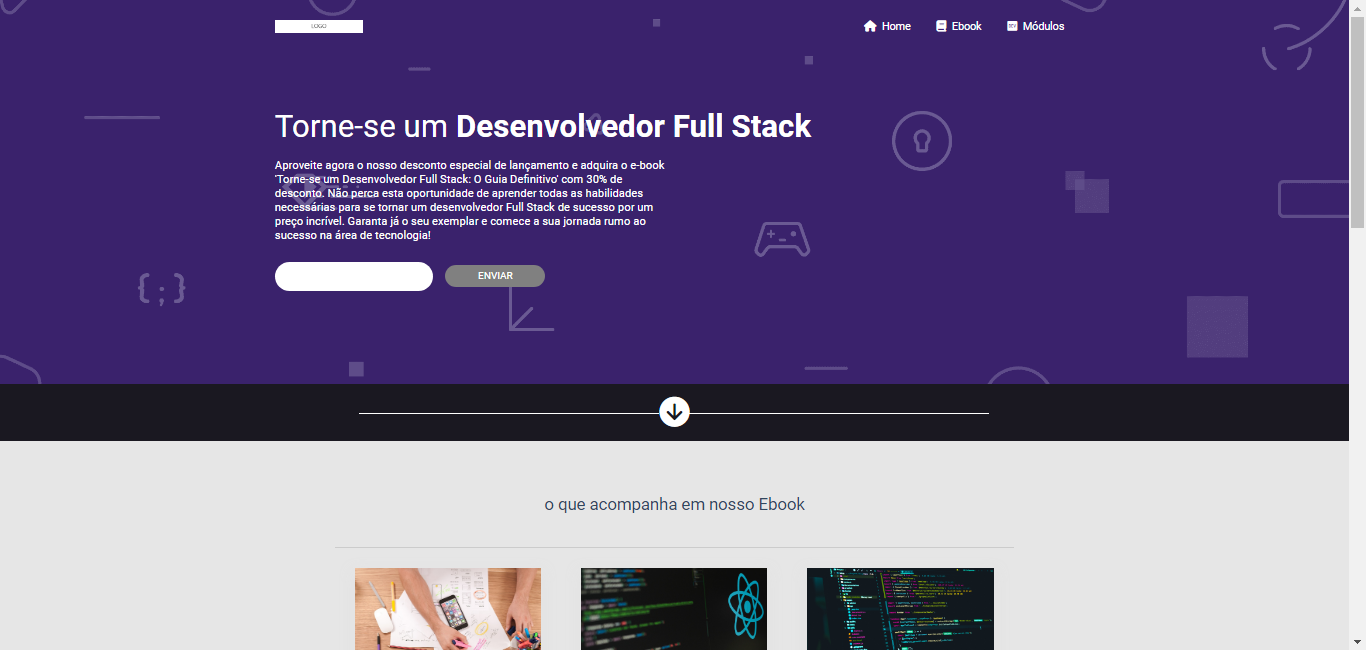 LOGO
Home
Ebook
Módulos
Torne-se um Desenvolvedor Full Stack
Aproveite agora o nosso desconto especial de lançamento e adquira o e-book
'Torne-se um Desenvolvedor Full Stack: O Guia Definitivo' com 30% de
desconto. Não perca esta oportunidade de aprender todas as habilidades
necessárias para se tornar um desenvolvedor Full Stack de sucesso por um
preço incrível. Garanta já o seu exemplar e comece a sua jornada rumo ao
sucesso na área de tecnologia!
ENVIAR
{ ; }
o que acompanha em nosso Ebook